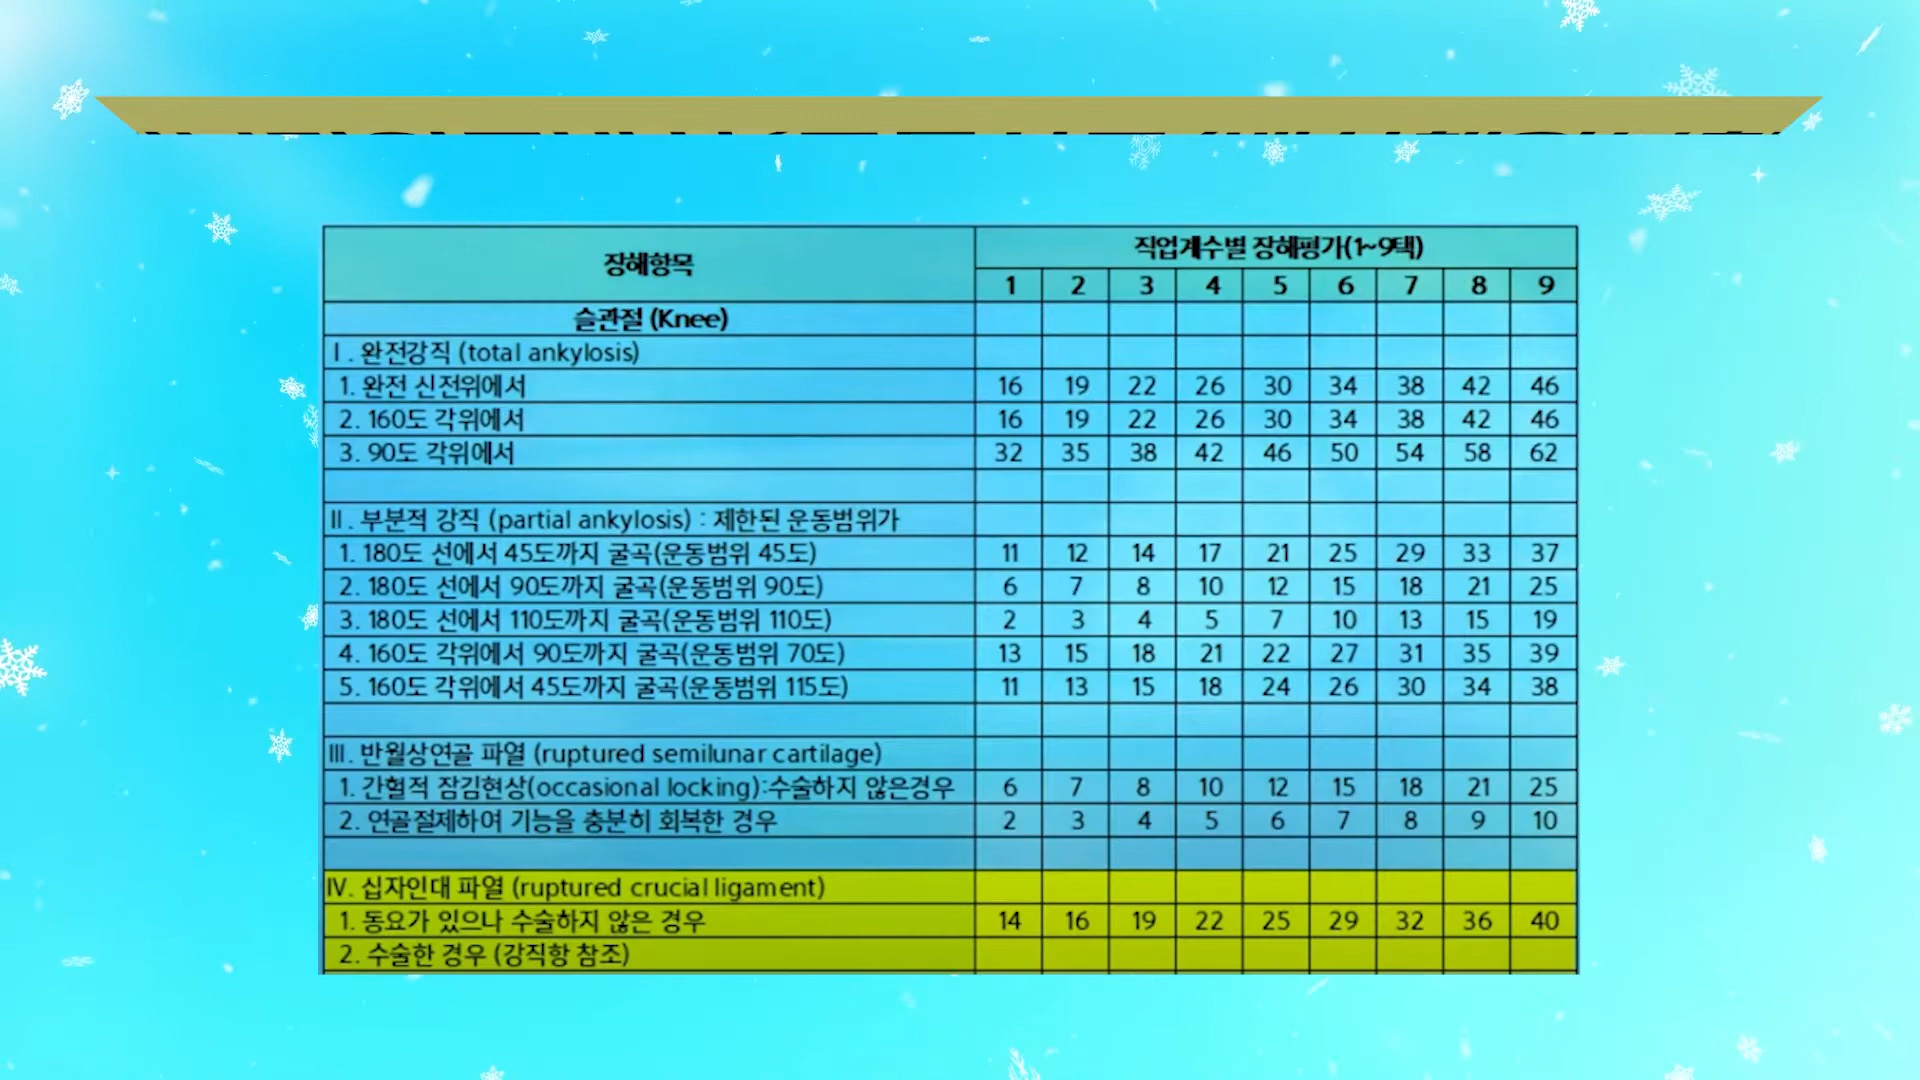 장해항목 직업계수별 장해평가(1~9택)
1 2 3 4 5 6 7 8 9
슬관절 (Knee)
Ⅰ. 완전강직 (total ankylosis)
1. 완전 신전위에서 16 19 22 26 30 34 38 42 46
2. 160도 각위에서 16 19 22 26 30 34 38 42 46
3. 90도 각위에서 32 35 38 42 46 50 54 58 62
Ⅱ. 부분적 강직 (partial ankylosis) : 제한된 운동범위가
1. 180도 선에서 45도까지 굴곡(운동범위 45도) 11 12 14 17 21 25 29 33 37
2. 180도 선에서 90도까지 굴곡(운동범위 90도) 6 7 8 10 12 15 18 21 25
3. 180도 선에서 110도까지 굴곡(운동범위 110도) 2 3 4 5 7 10 13 15 19
4. 160도 각위에서 90도까지 굴곡(운동범위 70도) 13 15 18 21 22 27 31 35 39
5. 160도 각위에서 45도까지 굴곡(운동범위 115도) 11 13 15 18 24 26 30 34 38
Ⅲ. 반월상연골 파열 (ruptured semilunar cartilage)
1. 간헐적 잠김현상(occasional locking):수술하지 않은경우 6 7 8 10 12 15 18 21 25
2. 연골절제하여 기능을 충분히 회복한 경우 2 3 4 5 6 7 8 9 10
Ⅳ. 십자인대 파열 (ruptured crucial ligament)
1. 동요가 있으나 수술하지 않은 경우 14 16 19 22 25 29 32 36 40
2. 수술한 경우 (강직항 참조)